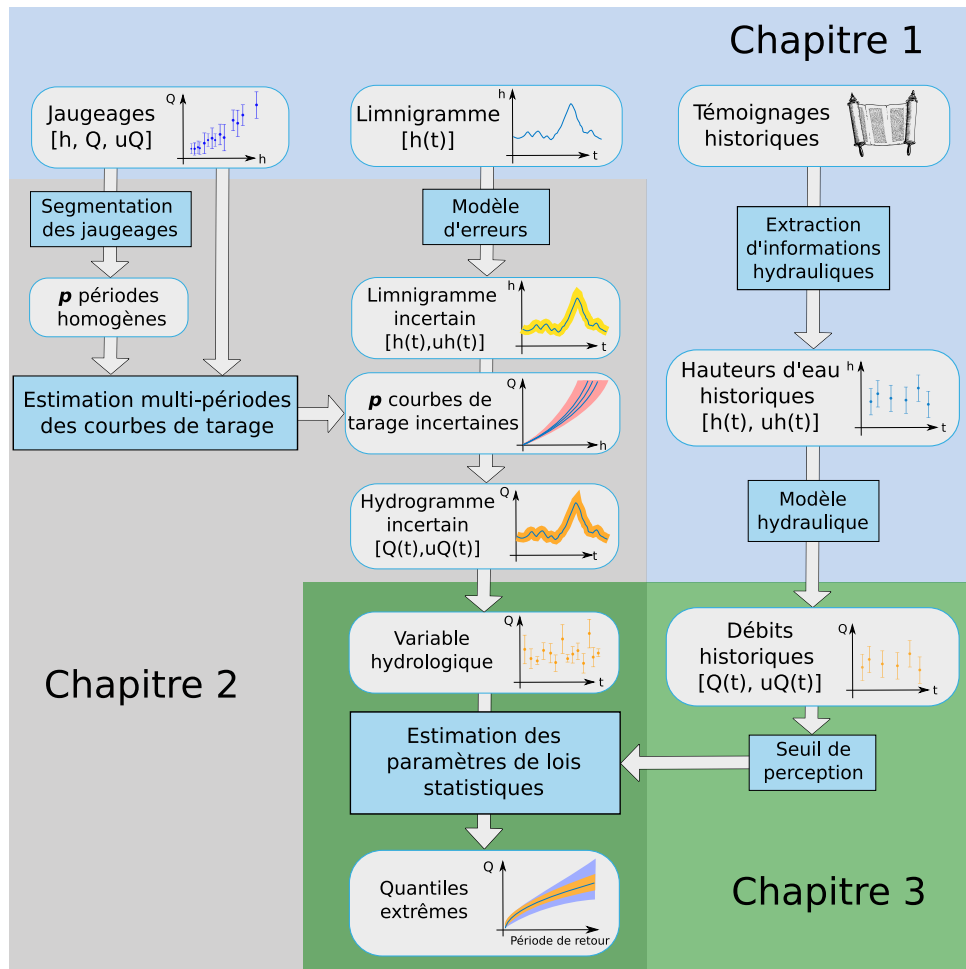 Chapitre 1
Jaugeages
[h, Q, uQ]
Q
h
Limnigramme
[h(t)]
h
t
Témoignages
historiques
Segmentation
des jaugeages
Modèle
d'erreurs
Extraction
d'informations
hydrauliques
p périodes
homogènes
Limnigramme
incertain
[h(t),uh(t)]
h
t
Estimation multi-périodes
des courbes de tarage
p courbes de
tarage incertaines
Q
h
Hauteurs d'eau
historiques
[h(t), uh(t)]
h
t
Hydrogramme
incertain
[Q(t),uQ(t)]
Q
t
Modèle
hydraulique
Chapitre 2
Variable
hydrologique
Q
t
Débits
historiques
[Q(t), uQ(t)]
Q
t
Estimation des
paramètres de lois
statistiques
Seuil de
perception
Quantiles
extrêmes
Q
Période de retour
Chapitre 3